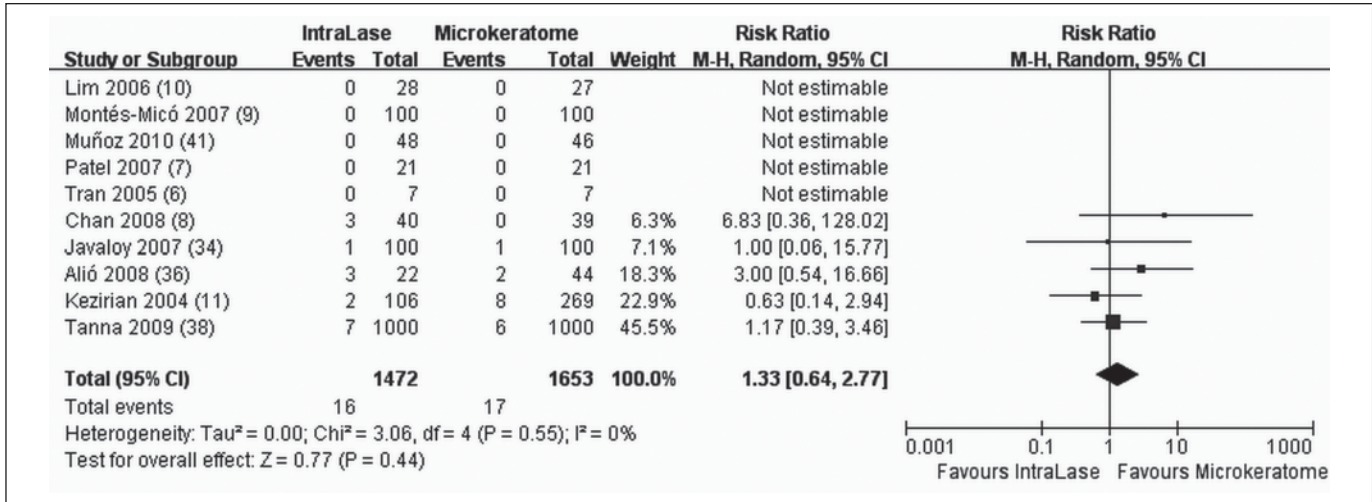 IntraLase Microkeratome Risk Ratio Risk Ratio
Study or Subgroup Events Total Events Total Weight M-H, Random, 95% CI M-H, Random, 95% CI
Lim 2006 (10) 0 28 0 27 Not estimable
Montés-Micó 2007 (9) 0 100 0 100 Not estimable
Muñoz 2010 (41) 0 48 0 46 Not estimable
Patel 2007 (7) 0 21 0 21 Not estimable
Tran 2005 (6) 0 7 0 7 Not estimable
Chan 2008 (8) 3 40 0 39 6.3% 6.83 [0.36, 128.02]
Javaloy 2007 (34) 1 100 1 100 7.1% 1.00 [0.06, 15.77]
Alió 2008 (36) 3 22 2 44 18.3% 3.00 [0.54, 16.66]
Kezirian 2004 (11) 2 106 8 269 22.9% 0.63 [0.14, 2.94]
Tanna 2009 (38) 7 1000 6 1000 45.5% 1.17 [0.39, 3.46]
Total (95% CI) 1472 1653 100.0% 1.33 [0.64, 2.77]
Total events 16 17
Heterogeneity: Tau² = 0.00; Chi² = 3.06, df = 4 (P = 0.55); I² = 0%
Test for overall effect: Z = 0.77 (P = 0.44)
0.001 0.1 1 10 1000
Favours IntraLase Favours Microkeratome